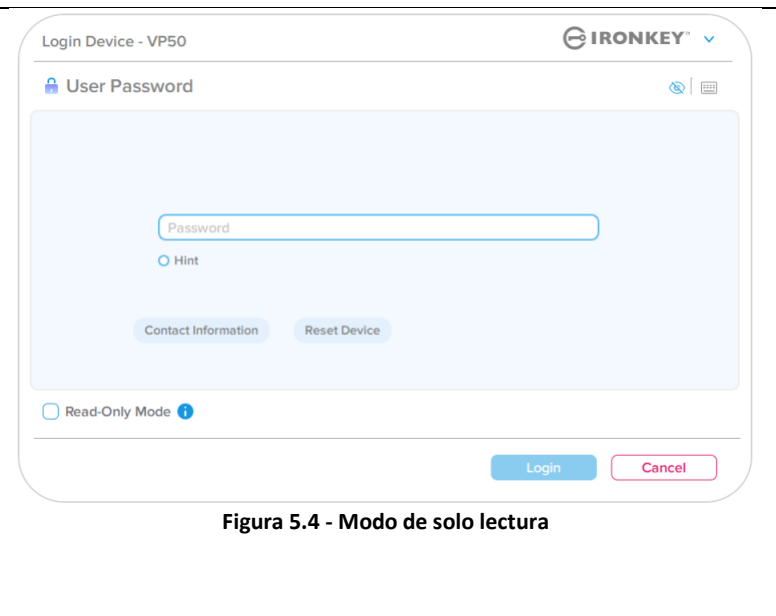 Login Device - VP50
IRONKEY™
User Password
Password
Hint
Contact Information
Reset Device
Read-Only Mode
Login
Cancel
Figura 5.4 - Modo de solo lectura